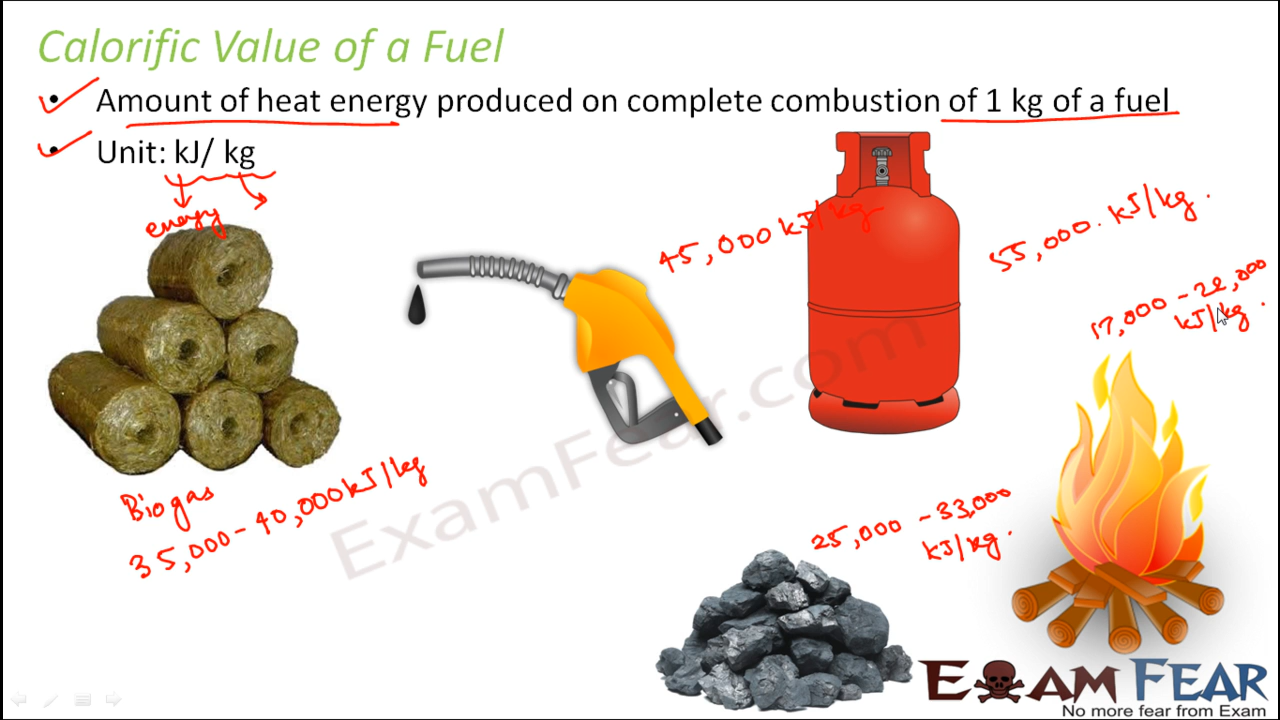 Calorific Value of a Fuel
• Amount of heat energy produced on complete combustion of 1 kg of a fuel
• Unit: kJ/ kg
energy
45,000 kJ/kg
55,000. kJ/kg.
17,000 - 22,000
kJ/kg.
Biogas
35,000 - 40,000 kJ/kg
25,000 - 33,000
kJ/kg.
ExamFear.com
EXAM FEAR
No more fear from Exam